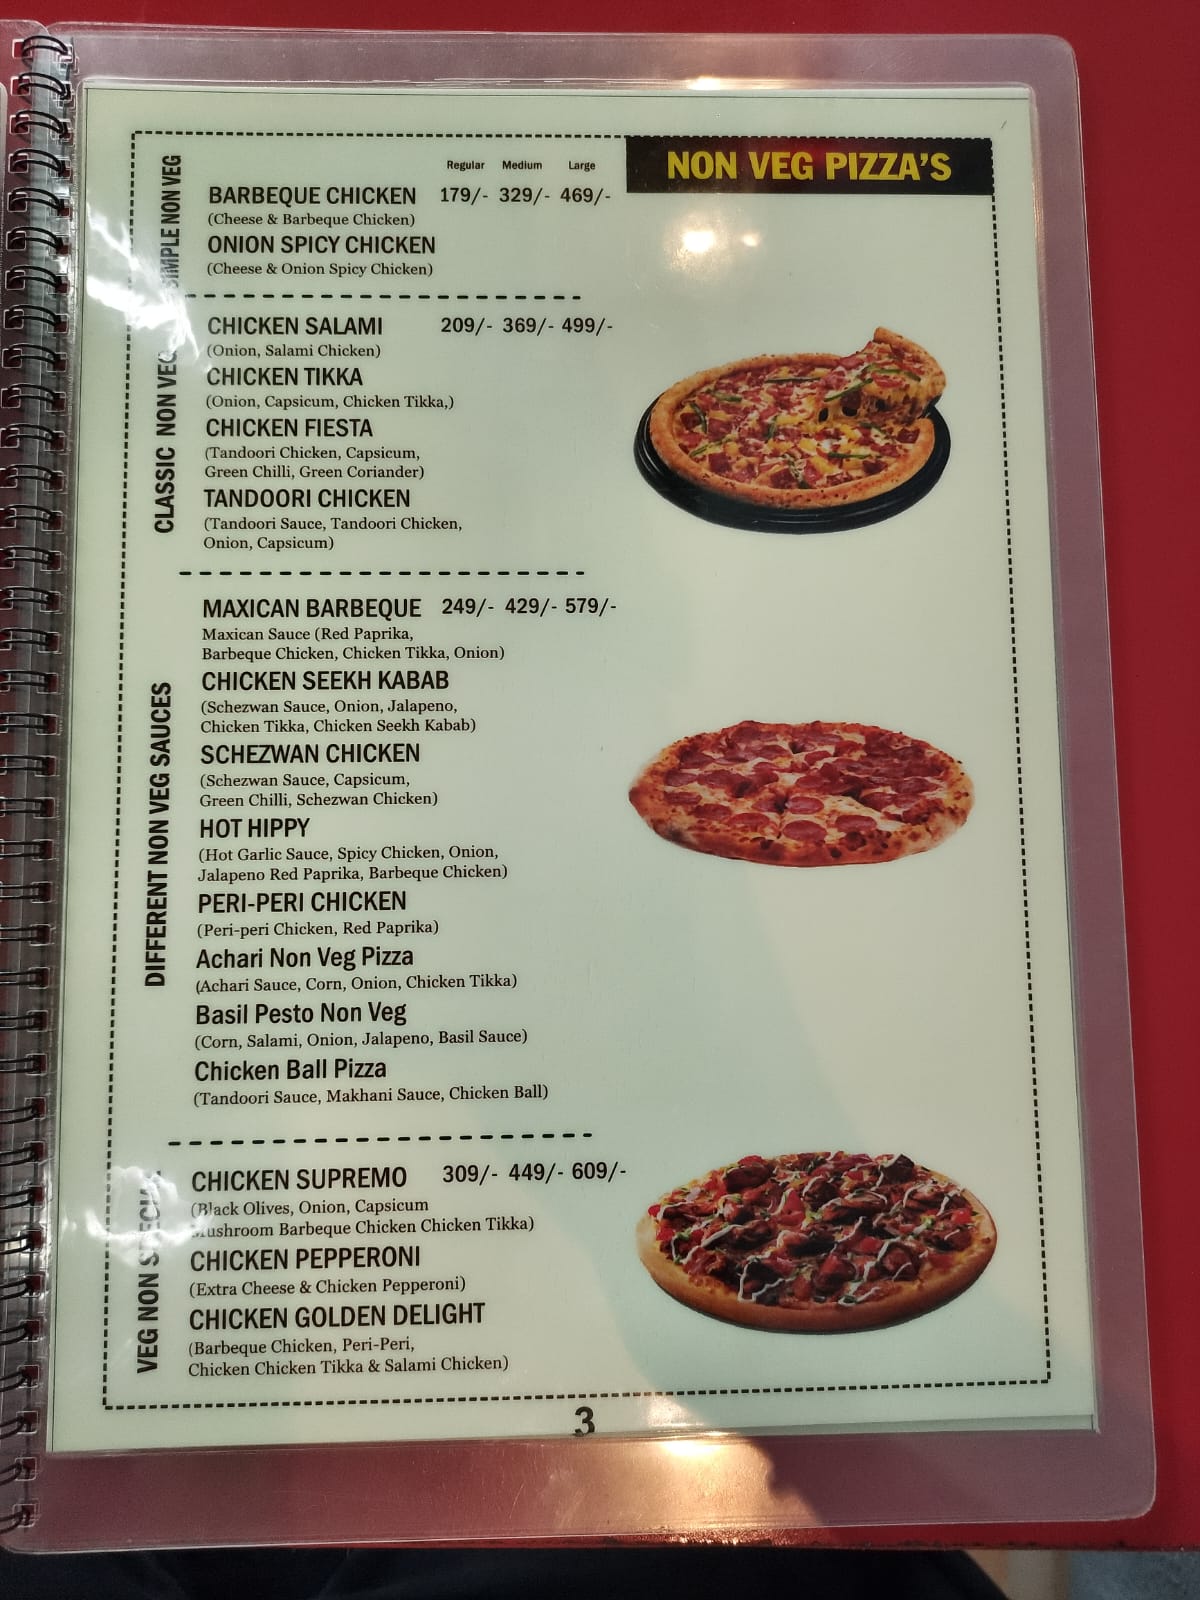 NON VEG PIZZA'S
SIMPLE NON VEG
Regular Medium Large
BARBEQUE CHICKEN 179/- 329/- 469/-
(Cheese & Barbeque Chicken)
ONION SPICY CHICKEN
(Cheese & Onion Spicy Chicken)
CLASSIC NON VEG
CHICKEN SALAMI 209/- 369/- 499/-
(Onion, Salami Chicken)
CHICKEN TIKKA
(Onion, Capsicum, Chicken Tikka,)
CHICKEN FIESTA
(Tandoori Chicken, Capsicum,
Green Chilli, Green Coriander)
TANDOORI CHICKEN
(Tandoori Sauce, Tandoori Chicken,
Onion, Capsicum)
DIFFERENT NON VEG SAUCES
MAXICAN BARBEQUE 249/- 429/- 579/-
Maxican Sauce (Red Paprika,
Barbeque Chicken, Chicken Tikka, Onion)
CHICKEN SEEKH KABAB
(Schezwan Sauce, Onion, Jalapeno,
Chicken Tikka, Chicken Seekh Kabab)
SCHEZWAN CHICKEN
(Schezwan Sauce, Capsicum,
Green Chilli, Schezwan Chicken)
HOT HIPPY
(Hot Garlic Sauce, Spicy Chicken, Onion,
Jalapeno Red Paprika, Barbeque Chicken)
PERI-PERI CHICKEN
(Peri-peri Chicken, Red Paprika)
Achari Non Veg Pizza
(Achari Sauce, Corn, Onion, Chicken Tikka)
Basil Pesto Non Veg
(Corn, Salami, Onion, Jalapeno, Basil Sauce)
Chicken Ball Pizza
(Tandoori Sauce, Makhani Sauce, Chicken Ball)
VEG NON
CHICKEN SUPREMO 309/- 449/- 609/-
(Black Olives, Onion, Capsicum
Mushroom Barbeque Chicken Chicken Tikka)
CHICKEN PEPPERONI
(Extra Cheese & Chicken Pepperoni)
CHICKEN GOLDEN DELIGHT
(Barbeque Chicken, Peri-Peri,
Chicken Chicken Tikka & Salami Chicken)
3